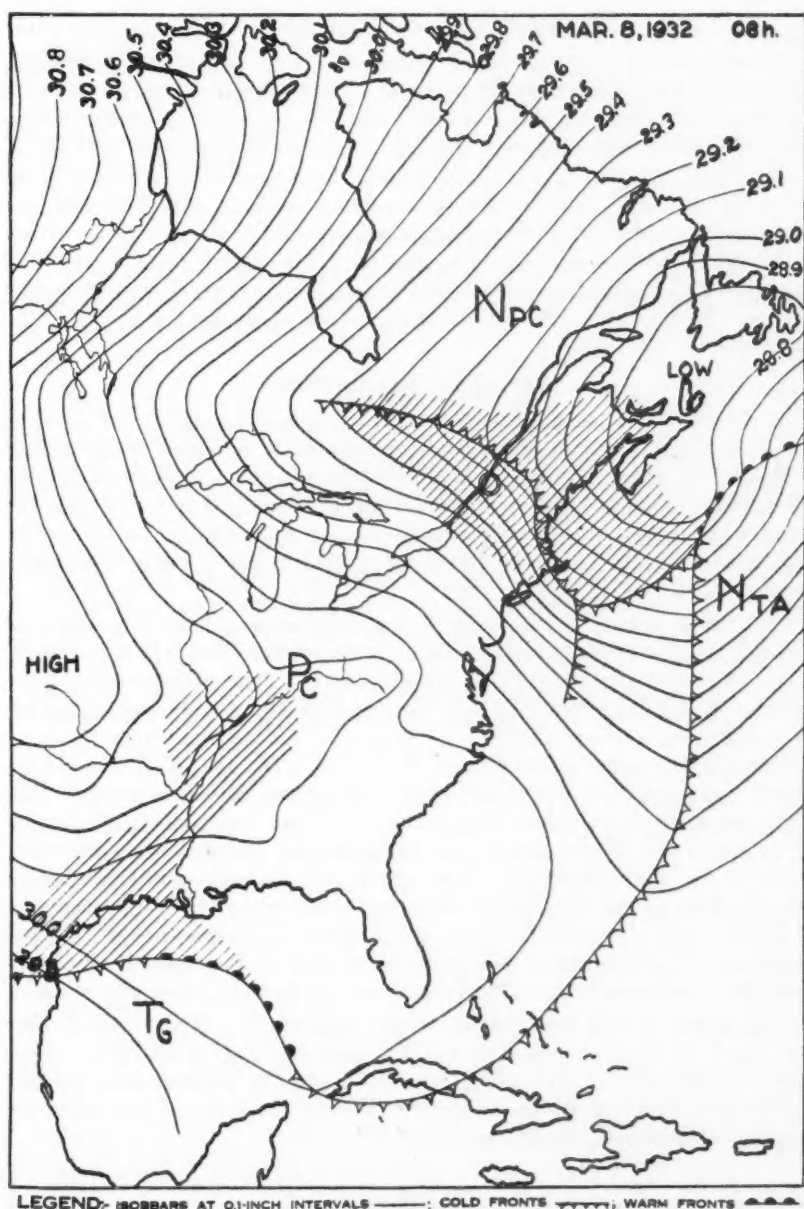 MAR. 8, 1932 08h.
30.8
30.7
30.6
30.5
30.4
30.3
30.2
30.1
30.0
29.9
29.8
29.7
29.6
29.5
29.4
29.3
29.2
29.1
29.0
28.9
28.8
NPC
LOW
NTA
HIGH
PC
30.0
TG
LEGEND:- ISOBBARS AT 0.1-INCH INTERVALS ———; COLD FRONTS ; WARM FRONTS